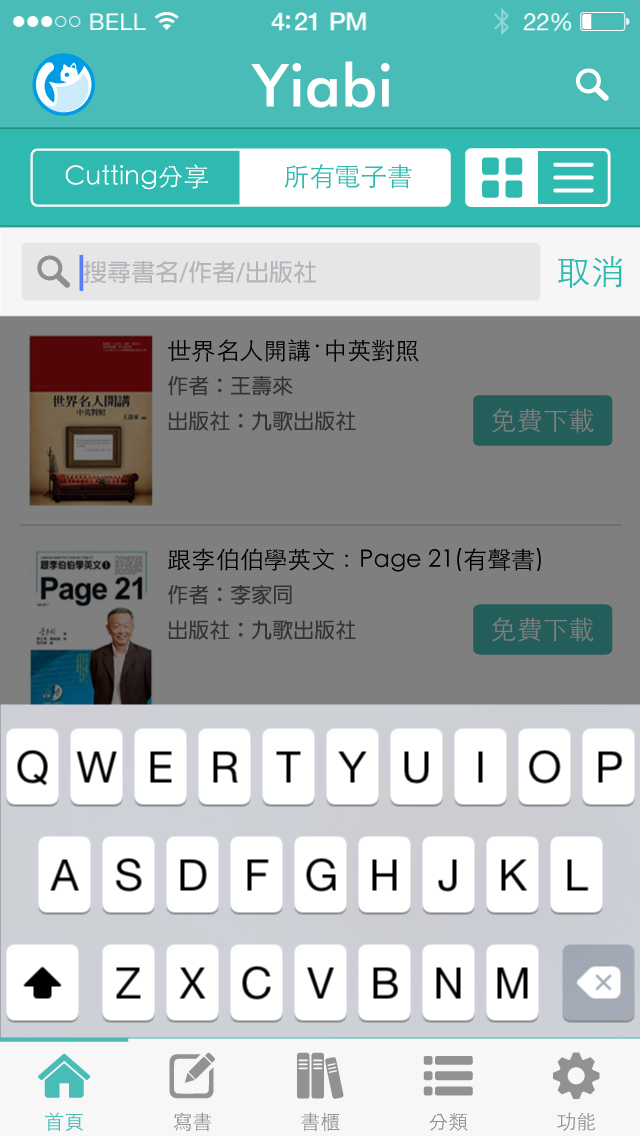 BELL 4:21 PM 22%
Yiabi
Cutting分享 所有電子書
搜尋書名/作者/出版社 取消
世界名人開講˙中英對照
作者：王壽來
出版社：九歌出版社
免費下載
世界名人開講
中英對照
王壽來
跟李伯伯學英文：Page 21(有聲書)
作者：李家同
出版社：九歌出版社
免費下載
跟李伯伯學英文1
Page 21
Q W E R T Y U I O P
A S D F G H J K L
Z X C V B N M
首頁 寫書 書櫃 分類 功能